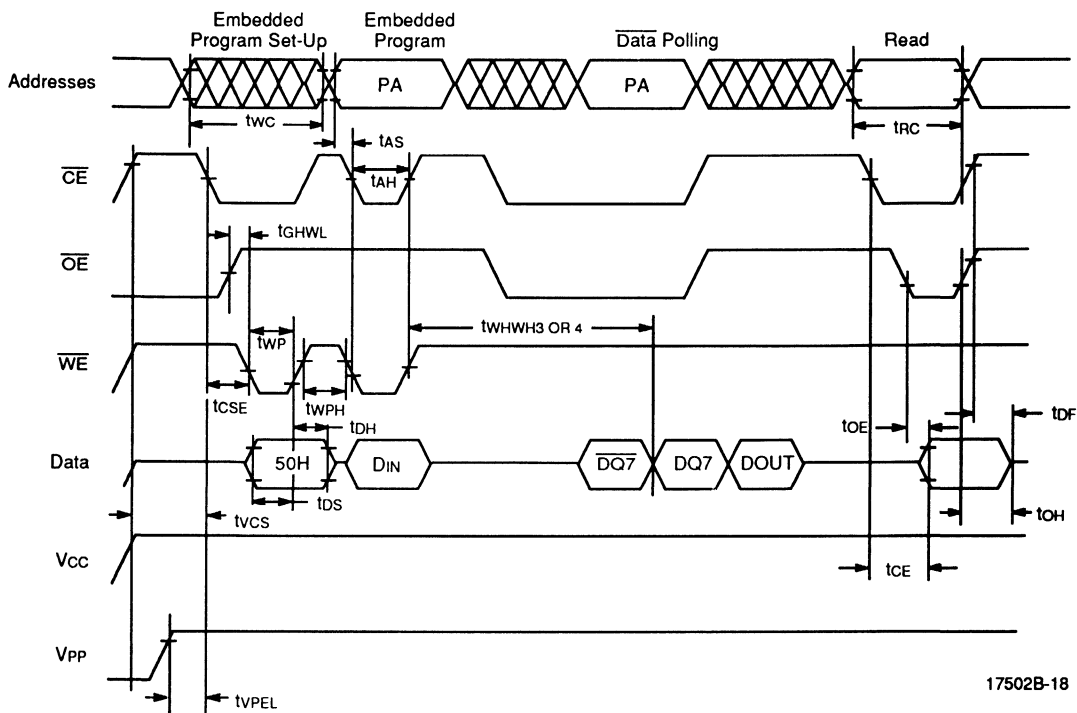 Embedded
Program Set-Up
Embedded
Program
Data Polling
Read
Addresses
PA
PA
tWC
tRC
tAS
CE
tAH
tGHWL
OE
tWHWH3 OR 4
tWP
WE
tCSE
tWPH
tDH
tOE
tDF
Data
50H
DIN
DQ7
DQ7
DOUT
tDS
tVCS
tOH
VCC
tCE
VPP
tVPEL
17502B-18